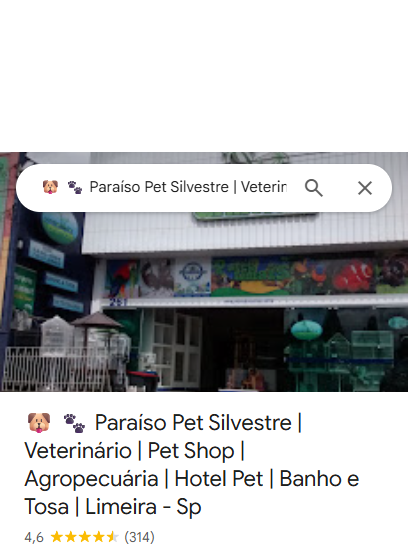 🐶 🐾 Paraíso Pet Silvestre | Veterin
251
🐶 🐾 Paraíso Pet Silvestre |
Veterinário | Pet Shop |
Agropecuária | Hotel Pet | Banho e
Tosa | Limeira - Sp
4,6 ★★★★★ (314)